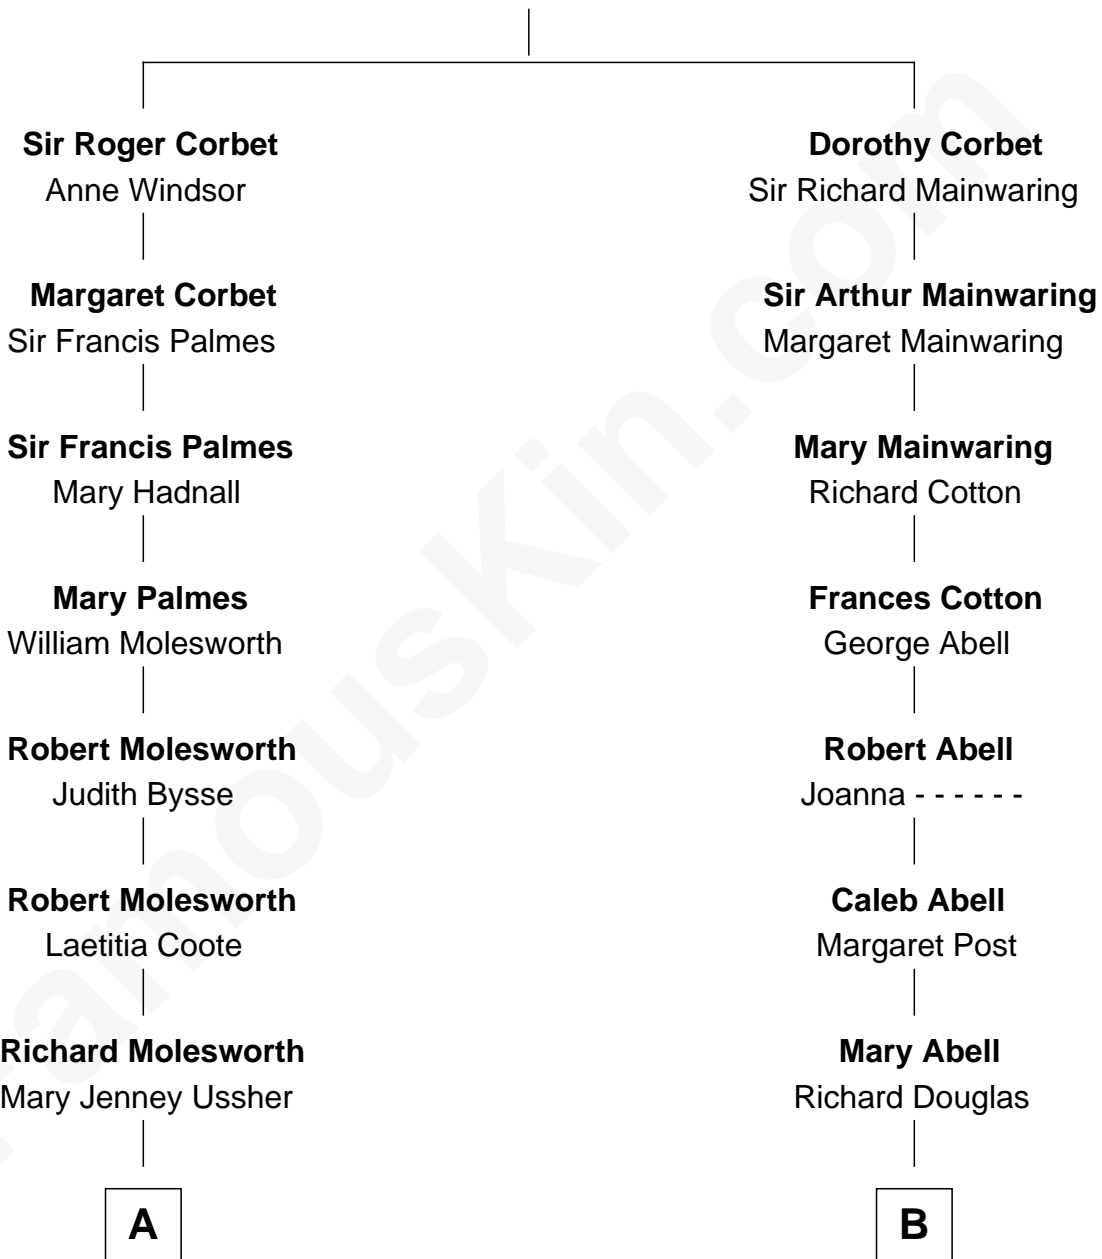 Sir Roger Corbet
Anne Windsor
Margaret Corbet
Sir Francis Palmes
Sir Francis Palmes
Mary Hadnall
Mary Palmes
William Molesworth
Robert Molesworth
Judith Bysse
Robert Molesworth
Laetitia Coote
Richard Molesworth
Mary Jenney Ussher
A
Dorothy Corbet
Sir Richard Mainwaring
Sir Arthur Mainwaring
Margaret Mainwaring
Mary Mainwaring
Richard Cotton
Frances Cotton
George Abell
Robert Abell
Joanna - - - - - -
Caleb Abell
Margaret Post
Mary Abell
Richard Douglas
B
famouskin.com